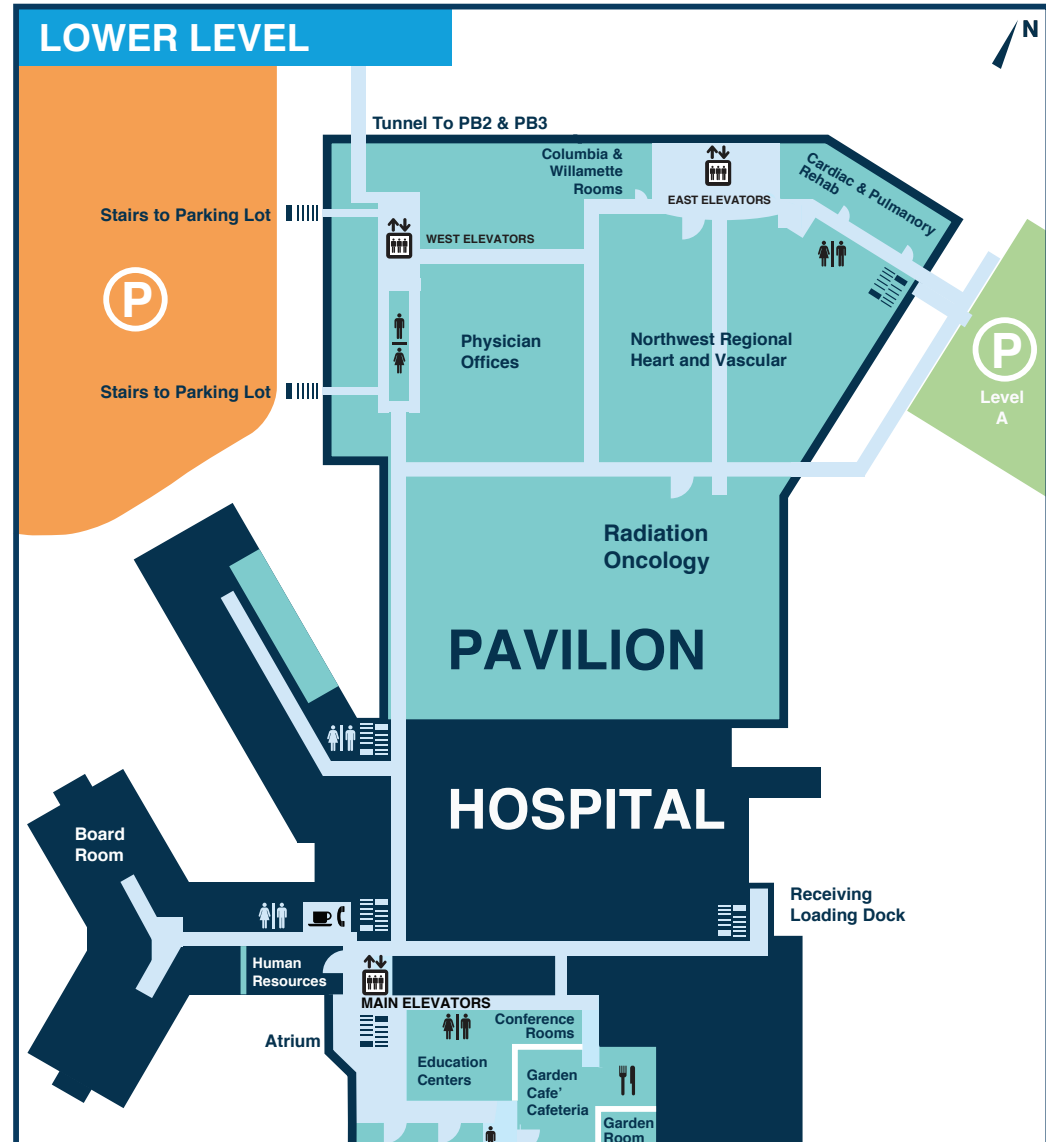 LOWER LEVEL
N
Tunnel To PB2 & PB3
Columbia &
Willamette
Rooms
EAST ELEVATORS
Cardiac & Pulmanory
Rehab
Stairs to Parking Lot
WEST ELEVATORS
P
Physician
Offices
Northwest Regional
Heart and Vascular
P
Level
A
Stairs to Parking Lot
Radiation
Oncology
PAVILION
HOSPITAL
Board
Room
Receiving
Loading Dock
Human
Resources
MAIN ELEVATORS
Atrium
Conference
Rooms
Education
Centers
Garden
Cafe'
Cafeteria
Garden
Room